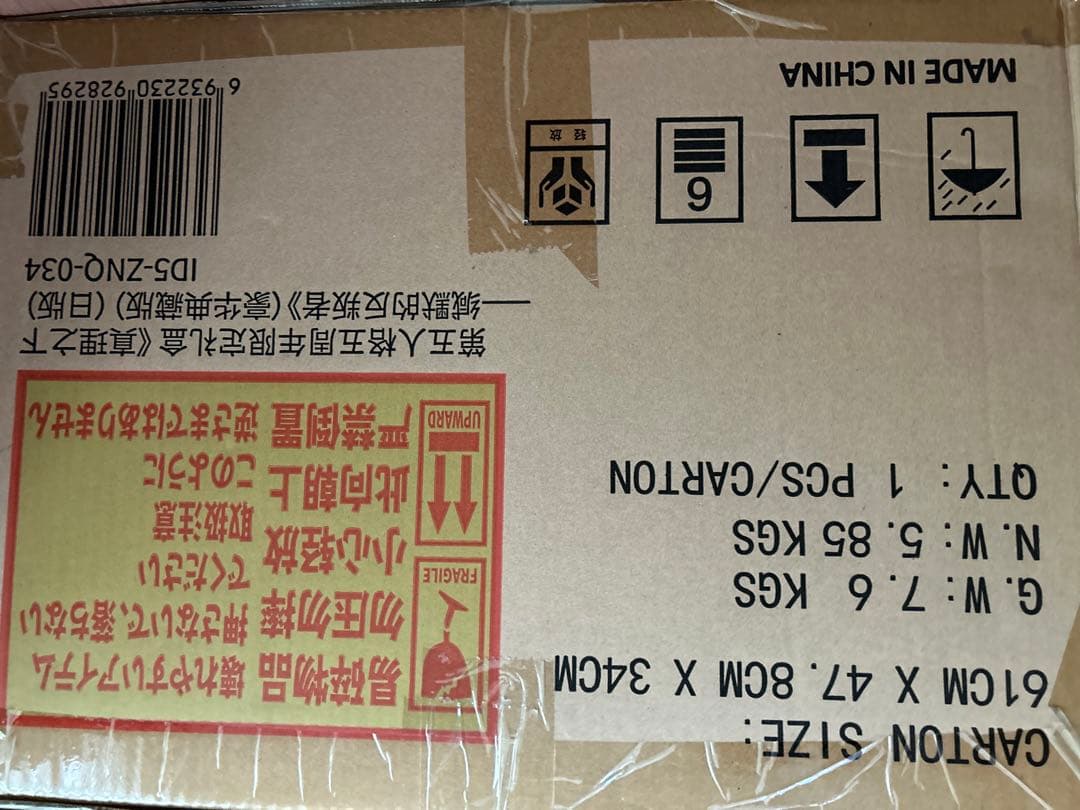 CARTON SIZE:
61CM X 47.8CM X 34CM
G.W: 7.6 KGS
N.W: 5.85 KGS
QTY: 1 PCS/CARTON
MADE IN CHINA
FRAGILE
UPWARD
易碎物品 壊れやすいアイテム
勿压勿摔 押さないで、落ちない
でください
小心轻放 取扱注意
此向朝上 このように
严禁倒置 逆さまではありません
第五人格五周年限定礼盒《真理之下
——缄默的反叛者》(豪华典藏版) (日版)
ID5-ZNQ-034
6 932230 928295
轻放